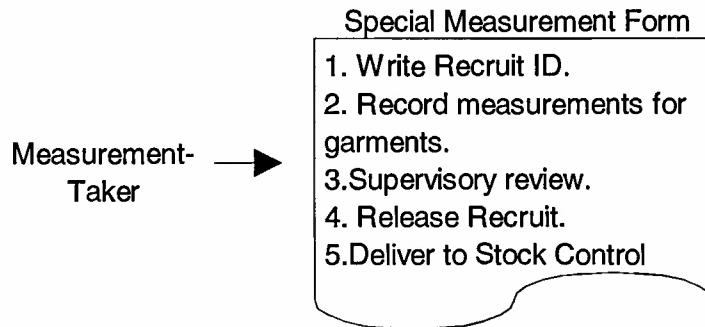 Special Measurement Form
1. Write Recruit ID.
2. Record measurements for
garments.
3.Supervisory review.
4. Release Recruit.
5.Deliver to Stock Control
Measurement-
Taker